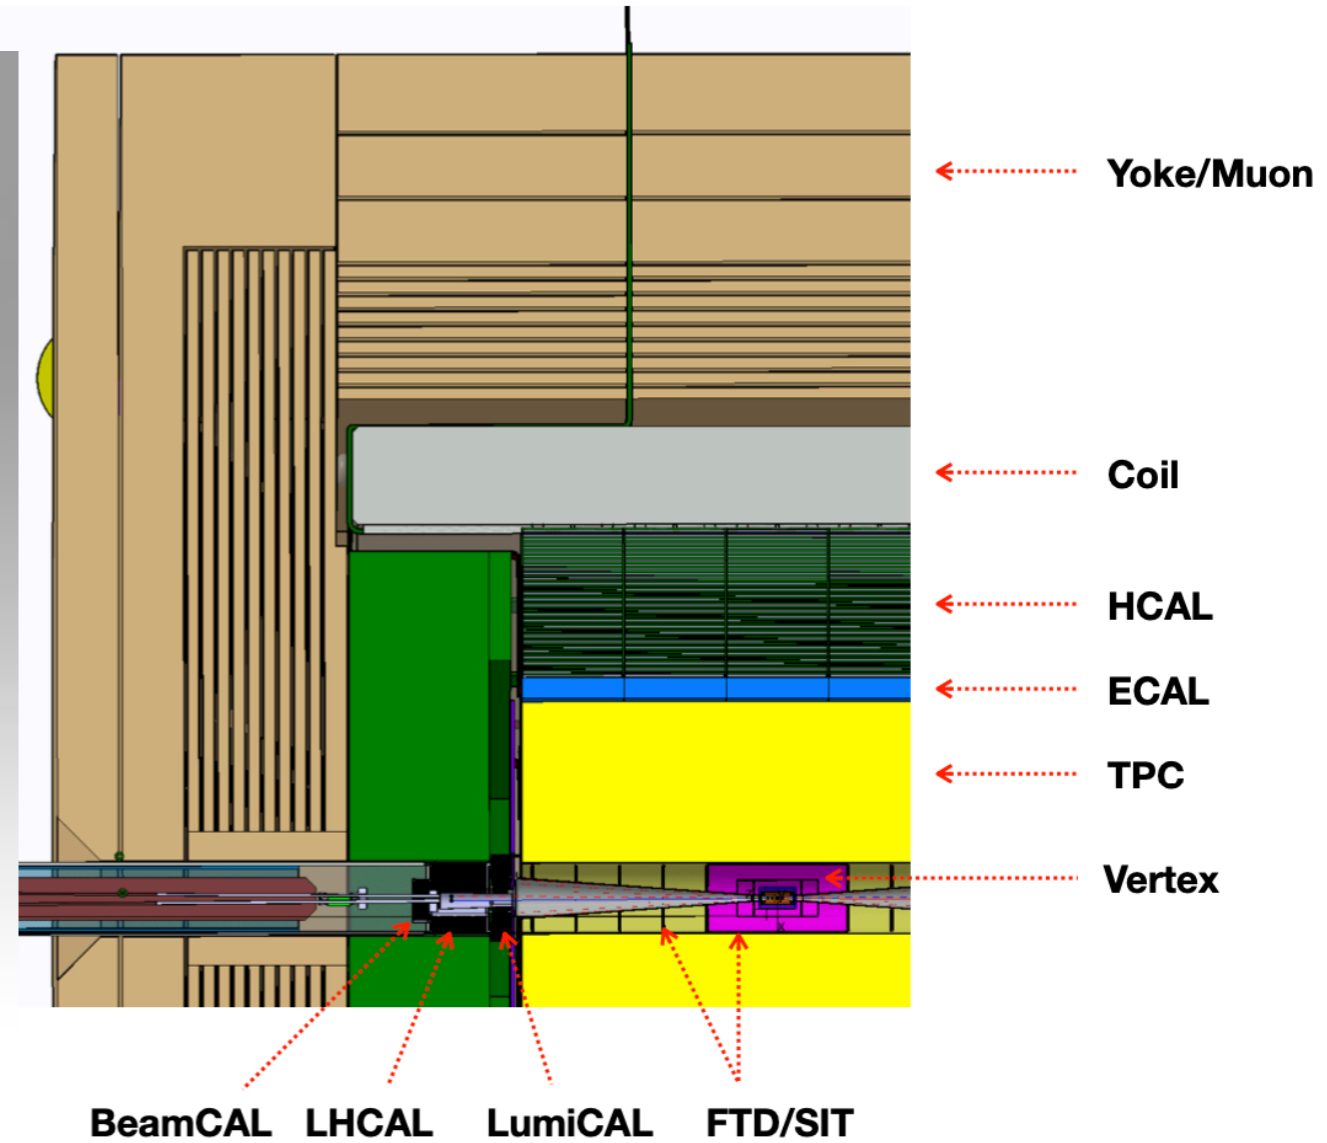 Yoke/Muon
Coil
HCAL
ECAL
TPC
Vertex
X
BeamCAL LHCAL LumiCAL FTD/SIT